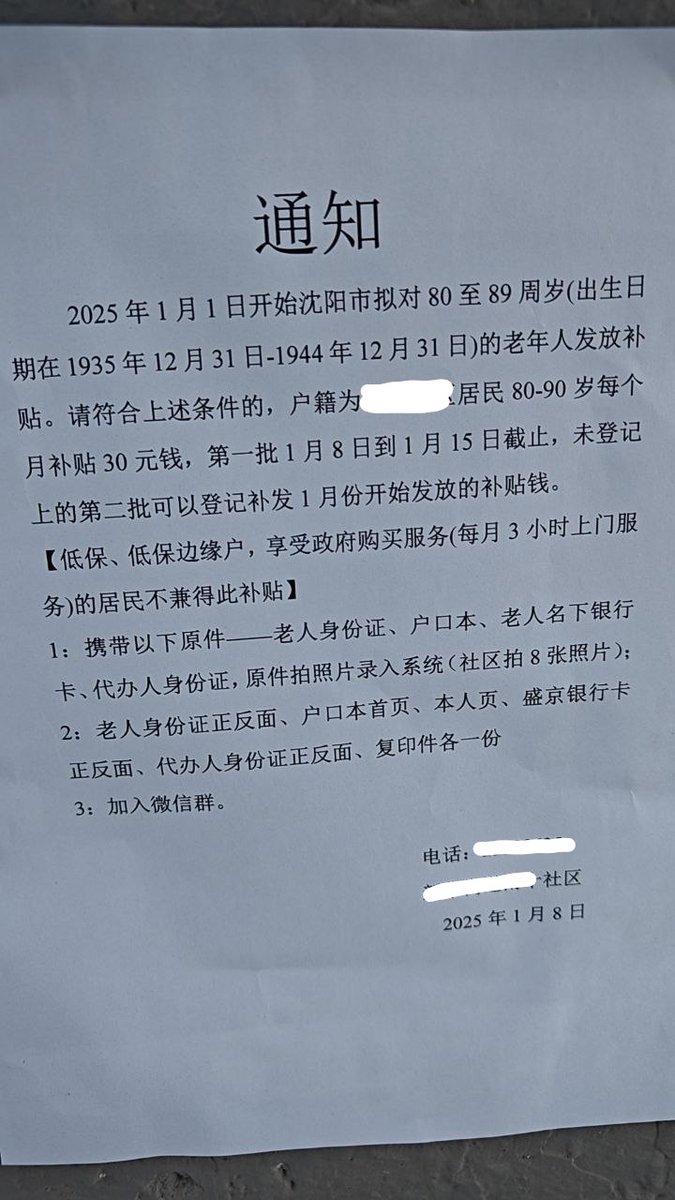 通知
2025 年 1 月 1 日开始沈阳市拟对 80 至 89 周岁(出生日
期在 1935 年 12 月 31 日-1944 年 12 月 31 日)的老年人发放补
贴。请符合上述条件的，户籍为 居民 80-90 岁每个
月补贴 30 元钱，第一批 1 月 8 日到 1 月 15 日截止，未登记
上的第二批可以登记补发 1 月份开始发放的补贴钱。
【低保、低保边缘户，享受政府购买服务(每月 3 小时上门服
务)的居民不兼得此补贴】
1：携带以下原件——老人身份证、户口本、老人名下银行
卡、代办人身份证，原件拍照片录入系统（社区拍 8 张照片）；
2：老人身份证正反面、户口本首页、本人页、盛京银行卡
正反面、代办人身份证正反面、复印件各一份
3：加入微信群。
电话：
社区
2025 年 1 月 8 日